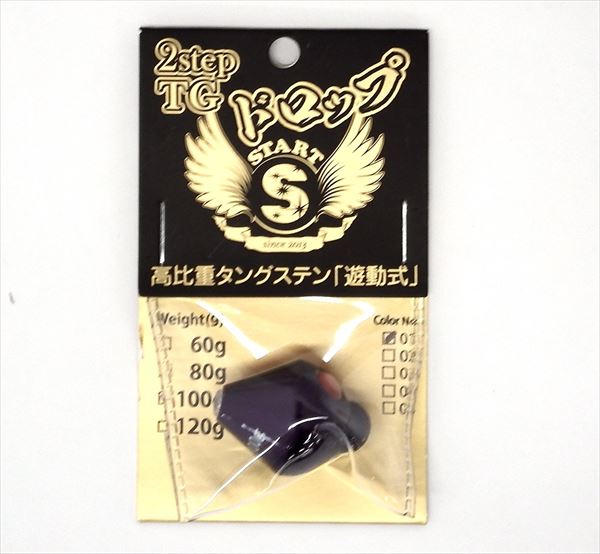 2step
TG
ドロップ
START
S
since 2013
高比重タングステン「遊動式」
Weight(g)
Color No.
60g
01
80g
100g
120g